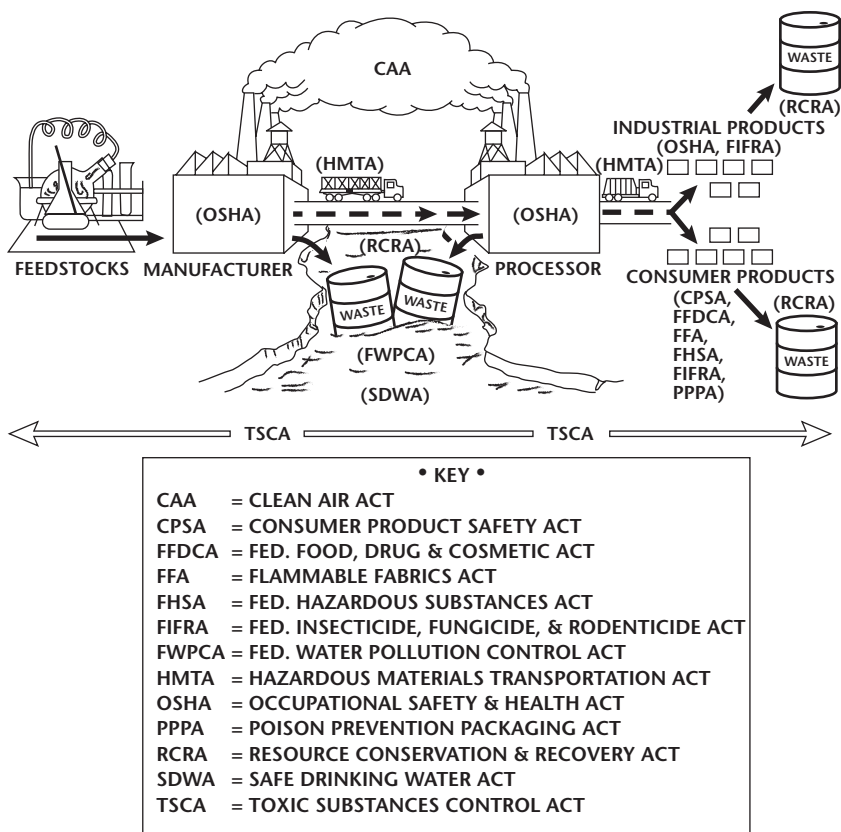 CAA
WASTE
(RCRA)
INDUSTRIAL PRODUCTS
(OSHA, FIFRA)
(HMTA)
(HMTA)
(OSHA)
(OSHA)
(RCRA)
FEEDSTOCKS
MANUFACTURER
PROCESSOR
WASTE
WASTE
(FWPCA)
(SDWA)
CONSUMER PRODUCTS
(CPSA,
FFDCA,
FFA,
FHSA,
FIFRA,
PPPA)
(RCRA)
WASTE
TSCA
TSCA
• KEY •
CAA = CLEAN AIR ACT
CPSA = CONSUMER PRODUCT SAFETY ACT
FFDCA = FED. FOOD, DRUG & COSMETIC ACT
FFA = FLAMMABLE FABRICS ACT
FHSA = FED. HAZARDOUS SUBSTANCES ACT
FIFRA = FED. INSECTICIDE, FUNGICIDE, & RODENTICIDE ACT
FWPCA = FED. WATER POLLUTION CONTROL ACT
HMTA = HAZARDOUS MATERIALS TRANSPORTATION ACT
OSHA = OCCUPATIONAL SAFETY & HEALTH ACT
PPPA = POISON PREVENTION PACKAGING ACT
RCRA = RESOURCE CONSERVATION & RECOVERY ACT
SDWA = SAFE DRINKING WATER ACT
TSCA = TOXIC SUBSTANCES CONTROL ACT